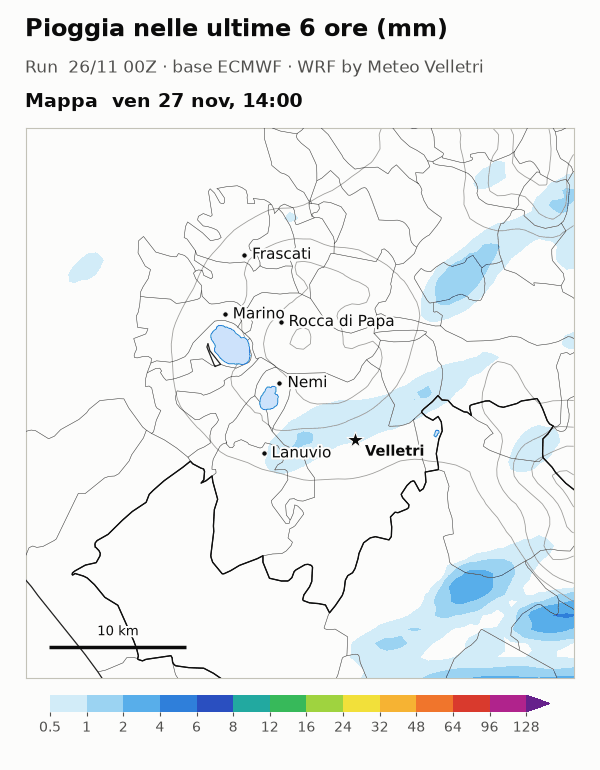 Pioggia nelle ultime 6 ore (mm)
Run  26/11 00Z · base ECMWF · WRF by Meteo Velletri
Mappa  ven 27 nov, 14:00
Frascati
Marino
Rocca di Papa
Nemi
Velletri
Lanuvio
10 km
0.5 1 2 4 6 8 12 16 24 32 48 64 96 128